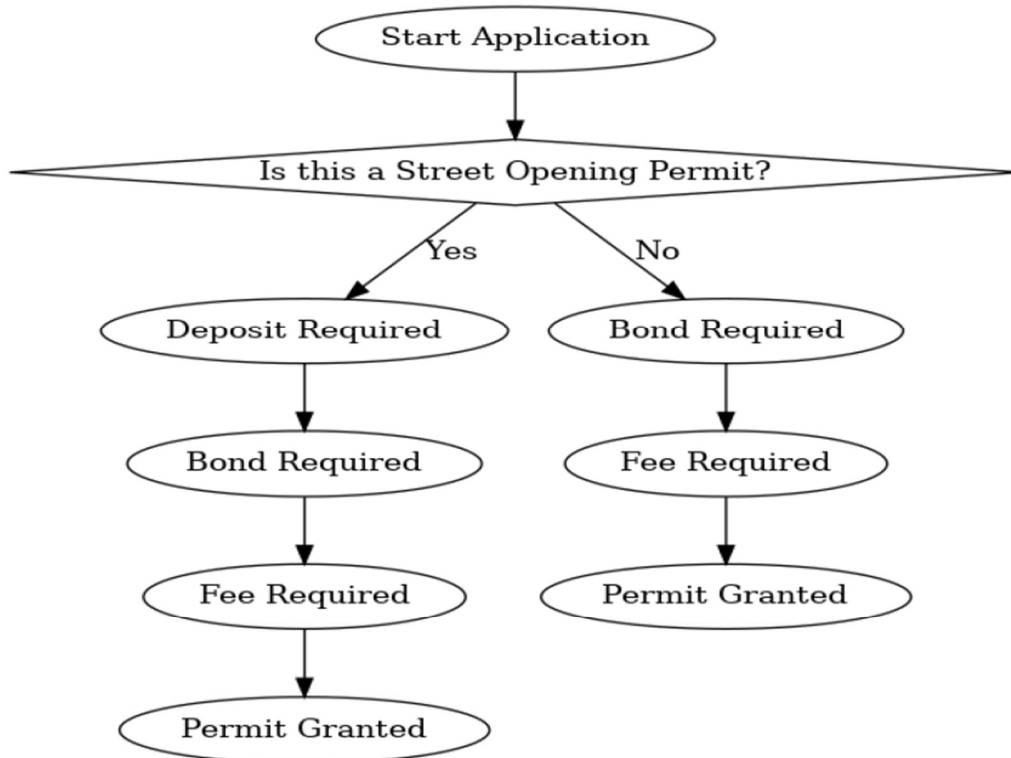 Start Application
Is this a Street Opening Permit?
Yes
No
Deposit Required
Bond Required
Bond Required
Fee Required
Fee Required
Permit Granted
Permit Granted